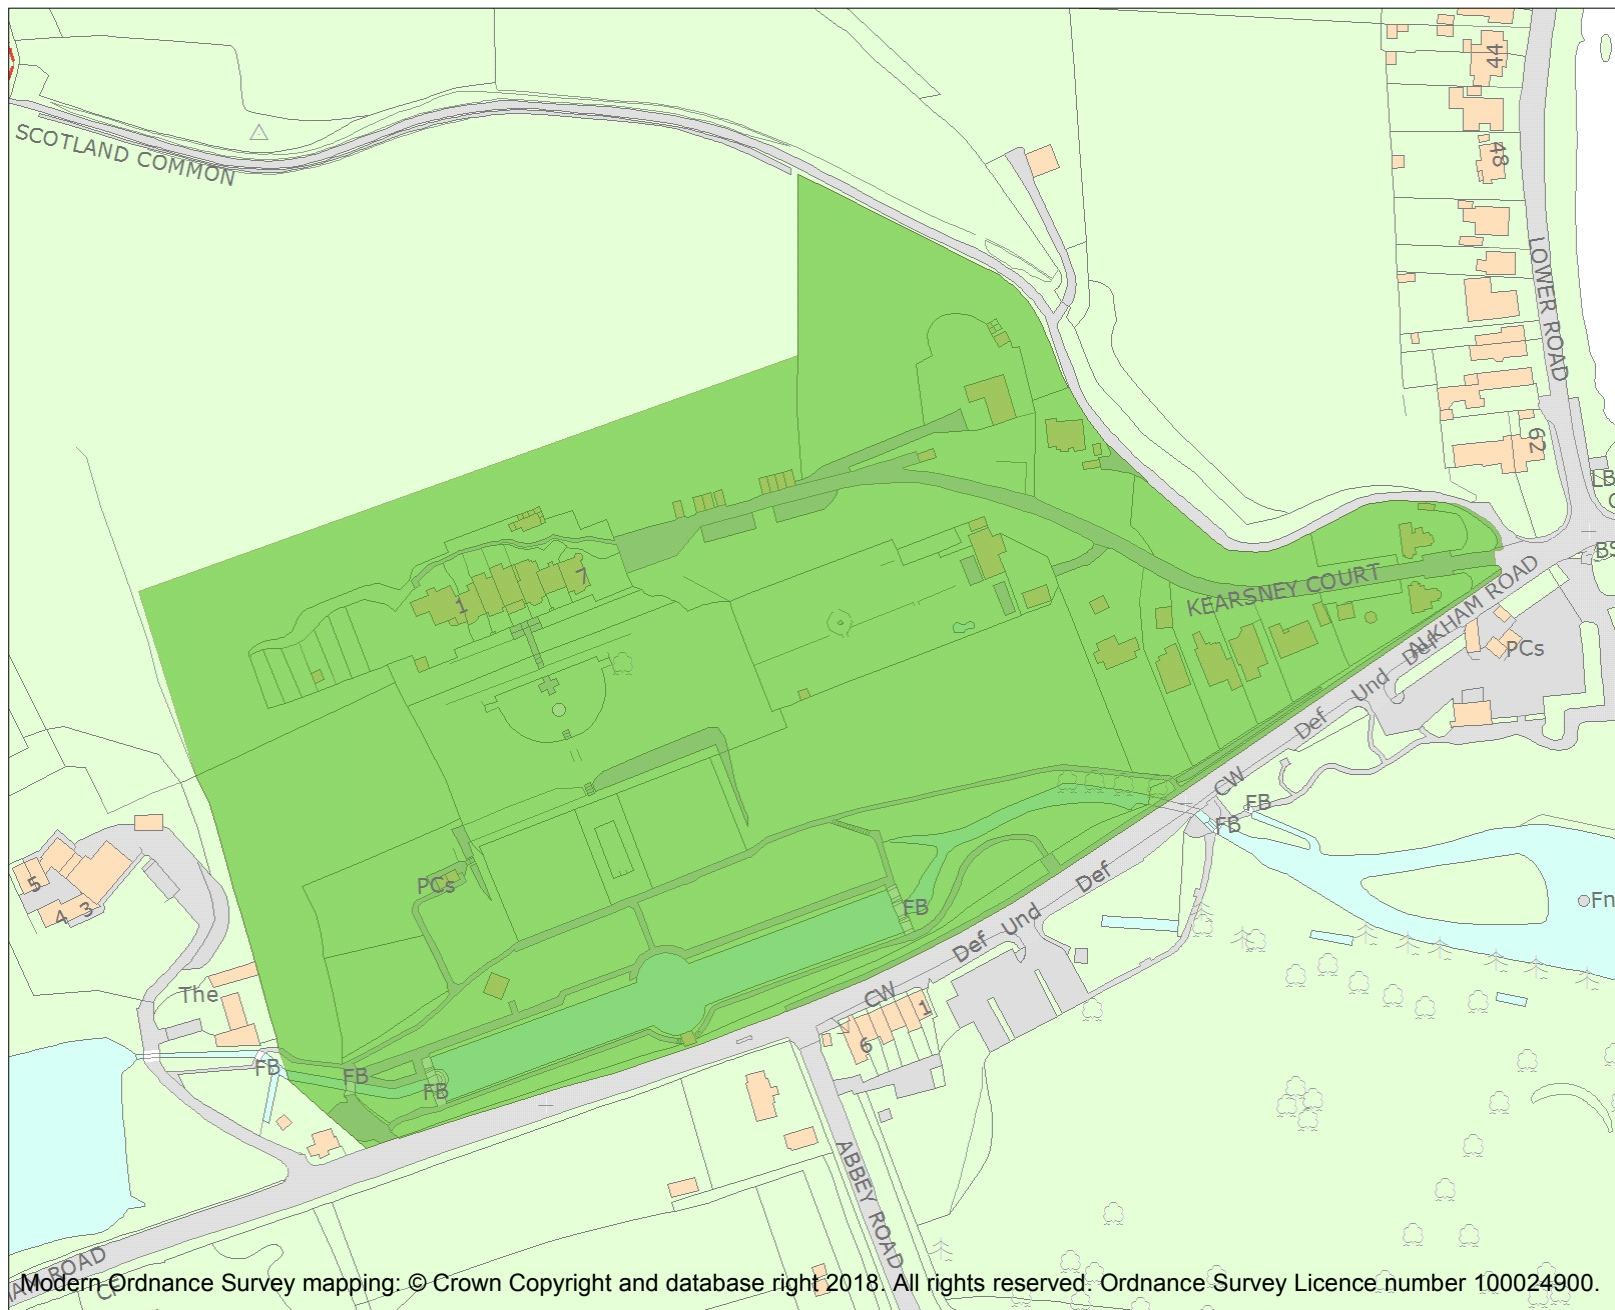 44
SCOTLAND COMMON
48
LOWER ROAD
62
LB
BS
7
1
KEARSNEY COURT
ALKHAM ROAD
Def
PCs
Und
Def
CW
FB
FB
PCs
5
4
3
Def
FB
Und
Def
Fn
The
CW
1
6
FB
FB
FB
ABBEY ROAD
ROAD
CF
Modern Ordnance Survey mapping: © Crown Copyright and database right 2018. All rights reserved. Ordnance Survey Licence number 100024900.